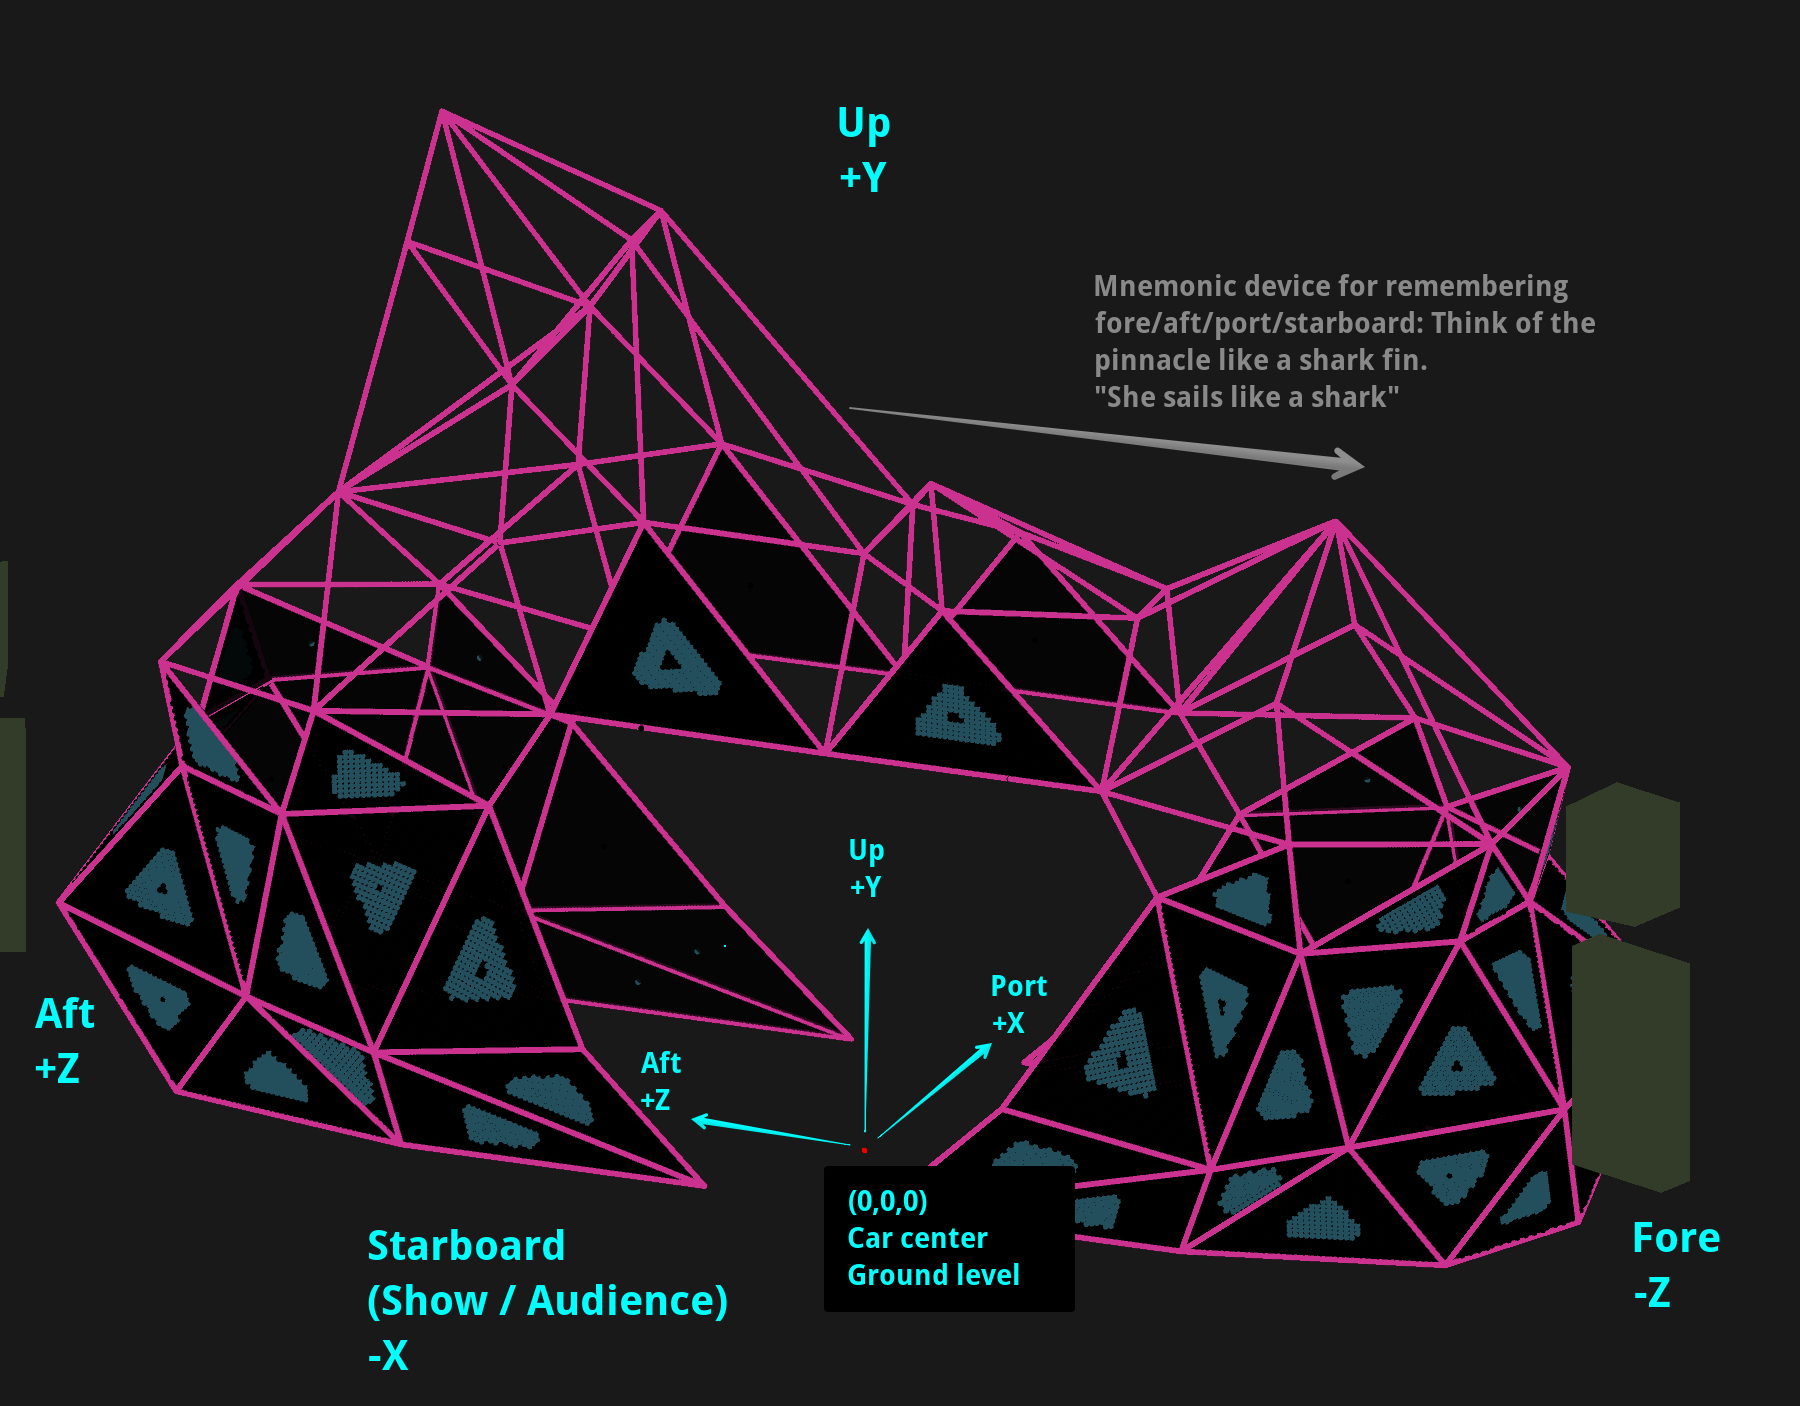 Up
+Y
Mnemonic device for remembering
fore/aft/port/starboard: Think of the
pinnacle like a shark fin.
"She sails like a shark"
Up
+Y
Port
+X
Aft
+Z
Aft
+Z
(0,0,0)
Car center
Ground level
Starboard
(Show / Audience)
-X
Fore
-Z